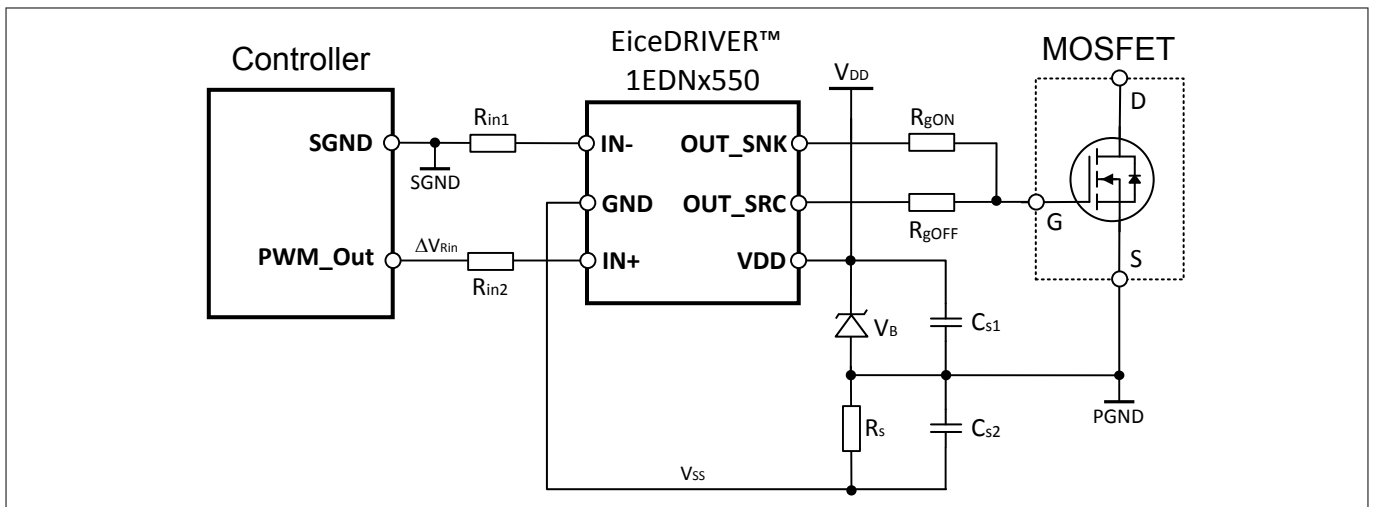 Controller
SGND
SGND
PWM_Out
ΔVRin
Rin1
Rin2
EiceDRIVER™
1EDNx550
IN-
GND
IN+
OUT_SNK
OUT_SRC
VDD
VDD
RgON
RgOFF
VB
Cs1
Rs
Cs2
VSS
MOSFET
D
G
S
PGND